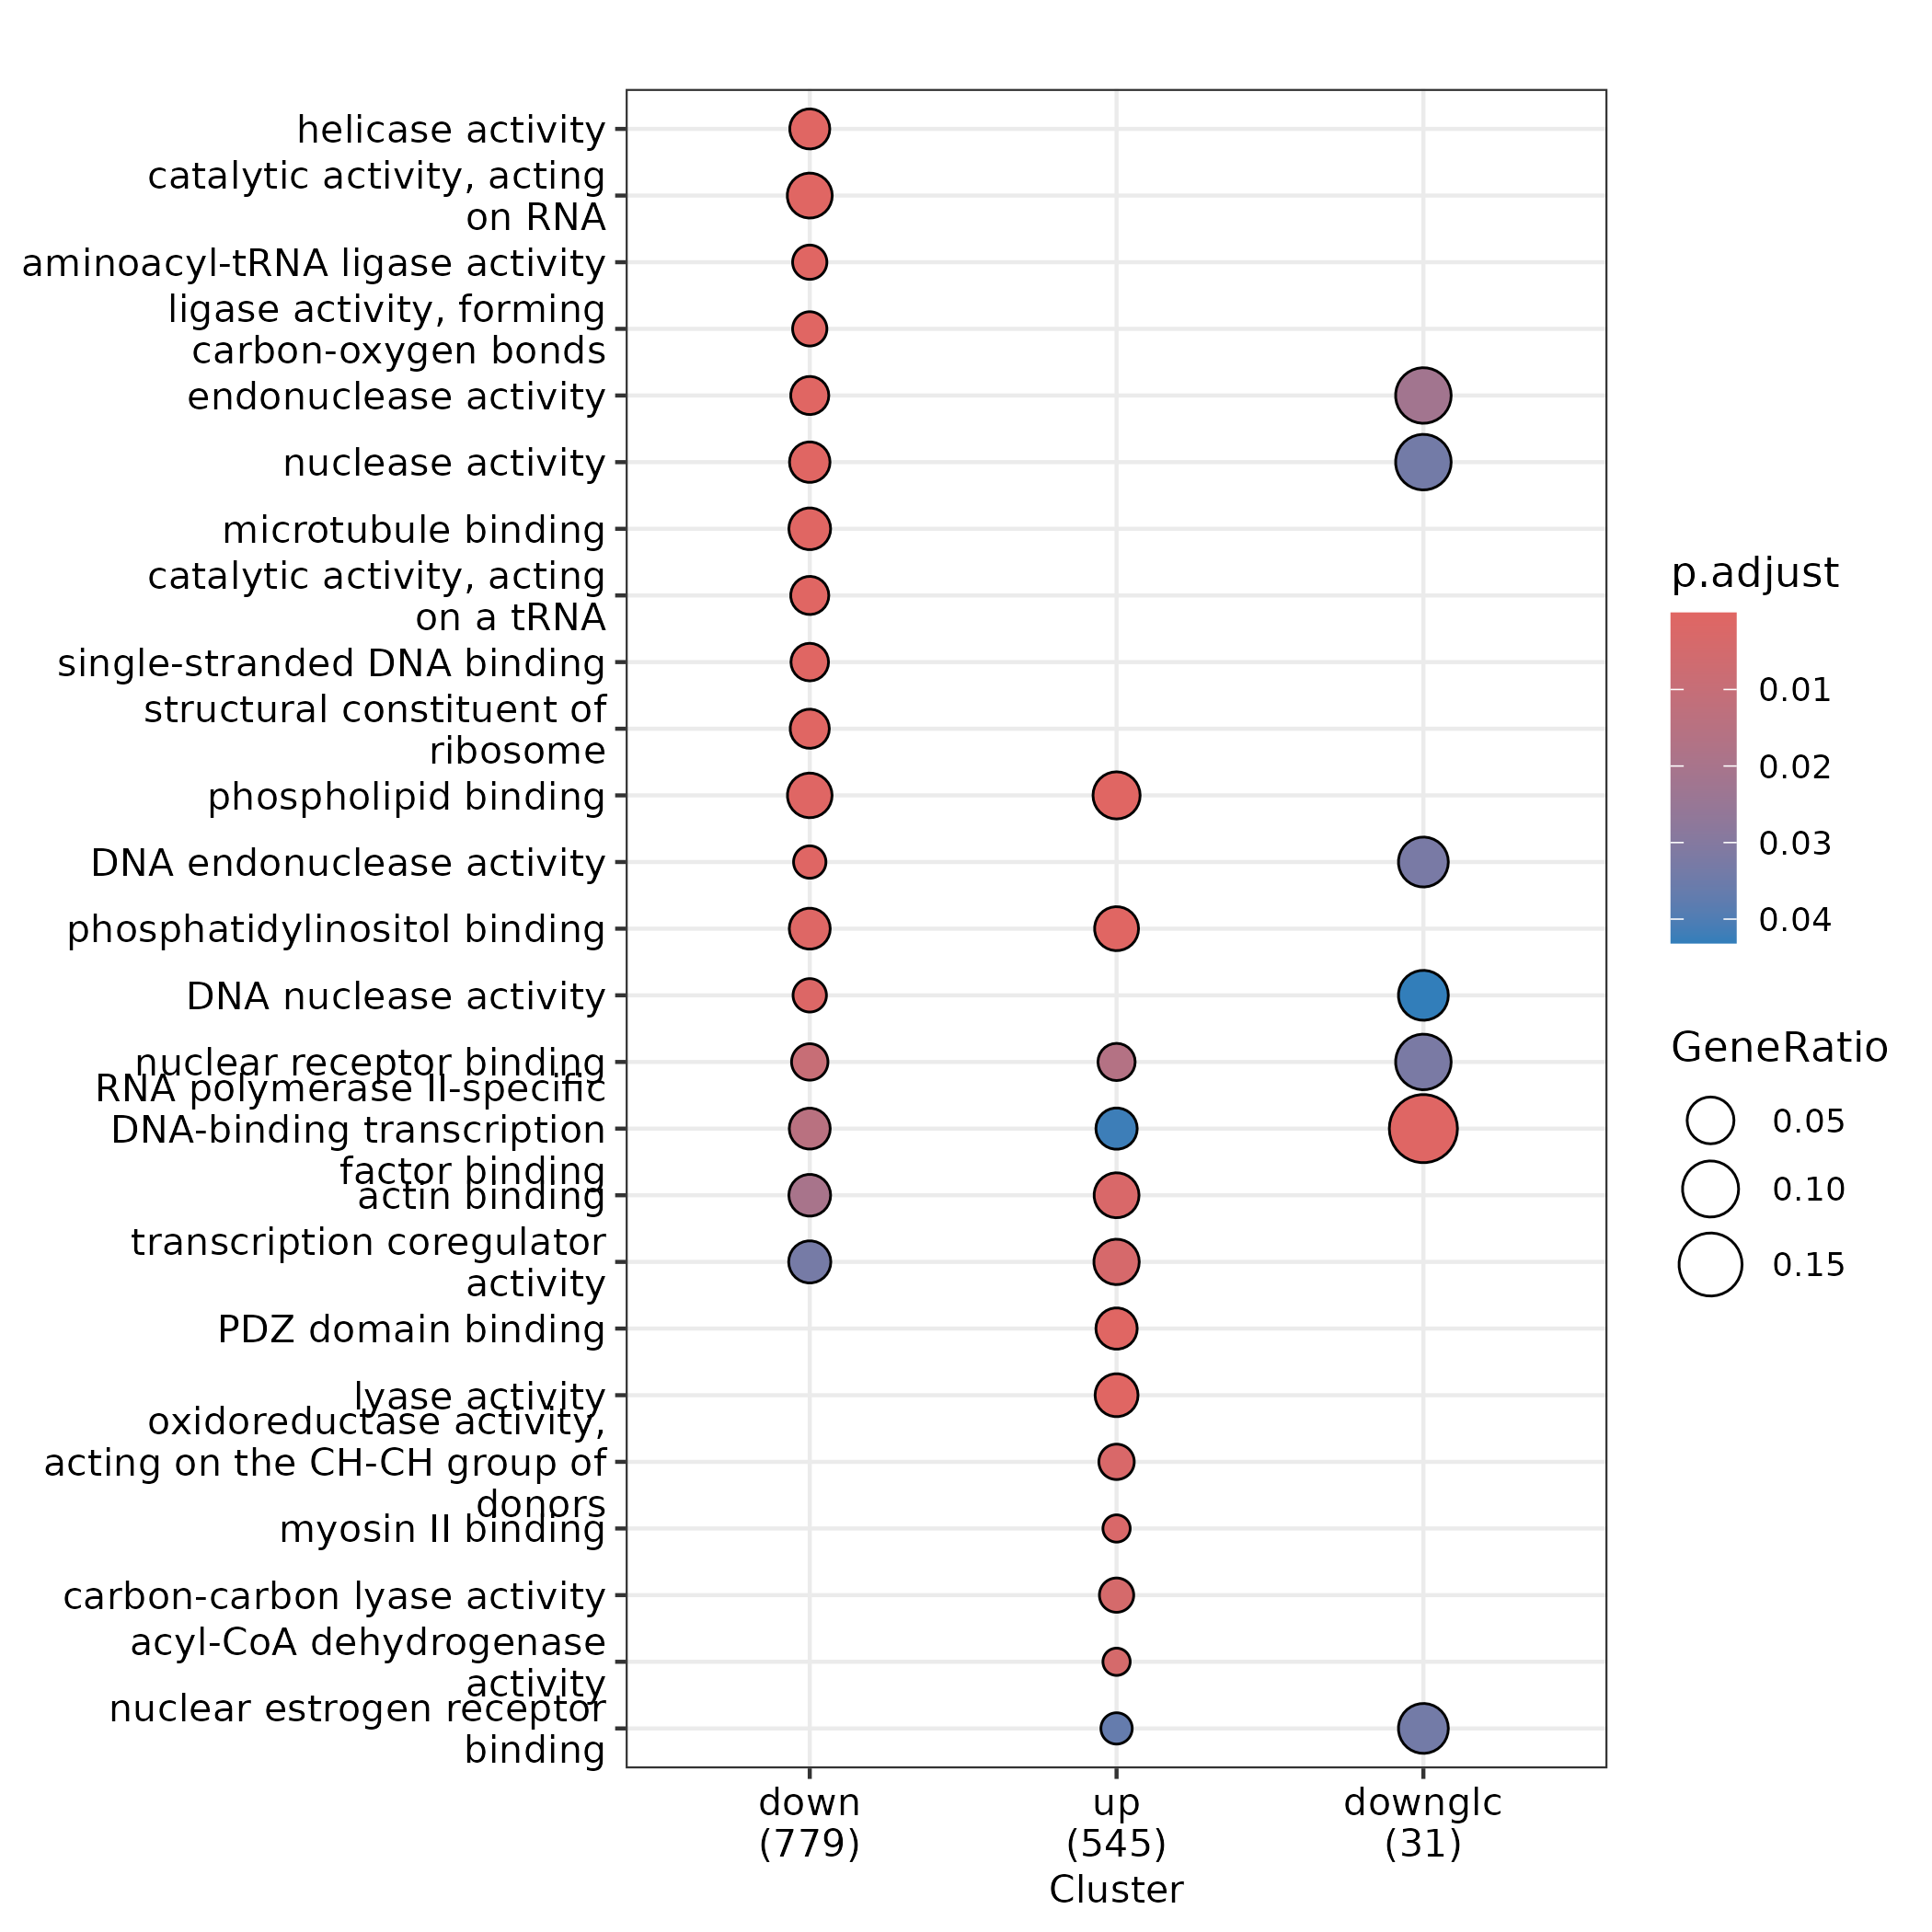 helicase activity
catalytic activity, acting
on RNA
aminoacyl-tRNA ligase activity
ligase activity, forming
carbon-oxygen bonds
endonuclease activity
nuclease activity
microtubule binding
catalytic activity, acting
on a tRNA
single-stranded DNA binding
structural constituent of
ribosome
phospholipid binding
DNA endonuclease activity
phosphatidylinositol binding
DNA nuclease activity
nuclear receptor binding
RNA polymerase II-specific
DNA-binding transcription
factor binding
actin binding
transcription coregulator
activity
PDZ domain binding
lyase activity
oxidoreductase activity,
acting on the CH-CH group of
donors
myosin II binding
carbon-carbon lyase activity
acyl-CoA dehydrogenase
activity
nuclear estrogen receptor
binding
down
(779)
up
(545)
downglc
(31)
Cluster
p.adjust
0.01
0.02
0.03
0.04
GeneRatio
0.05
0.10
0.15